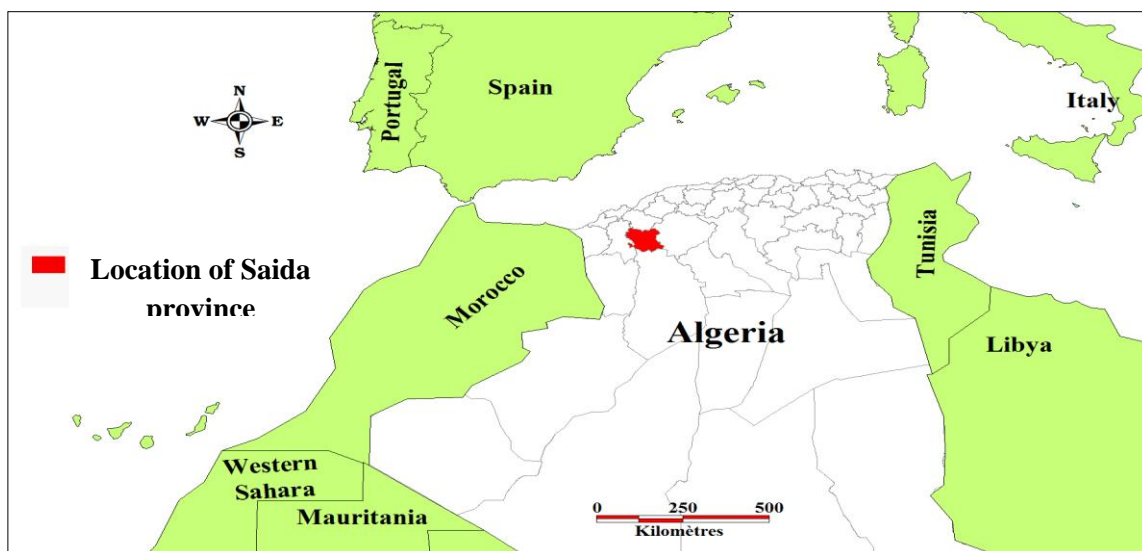 Portugal
Spain
Italy
N
W E
S
Tunisia
Location of Saida
province
Morocco
Algeria
Libya
Western
Sahara
Mauritania
0 250 500
Kilomètres